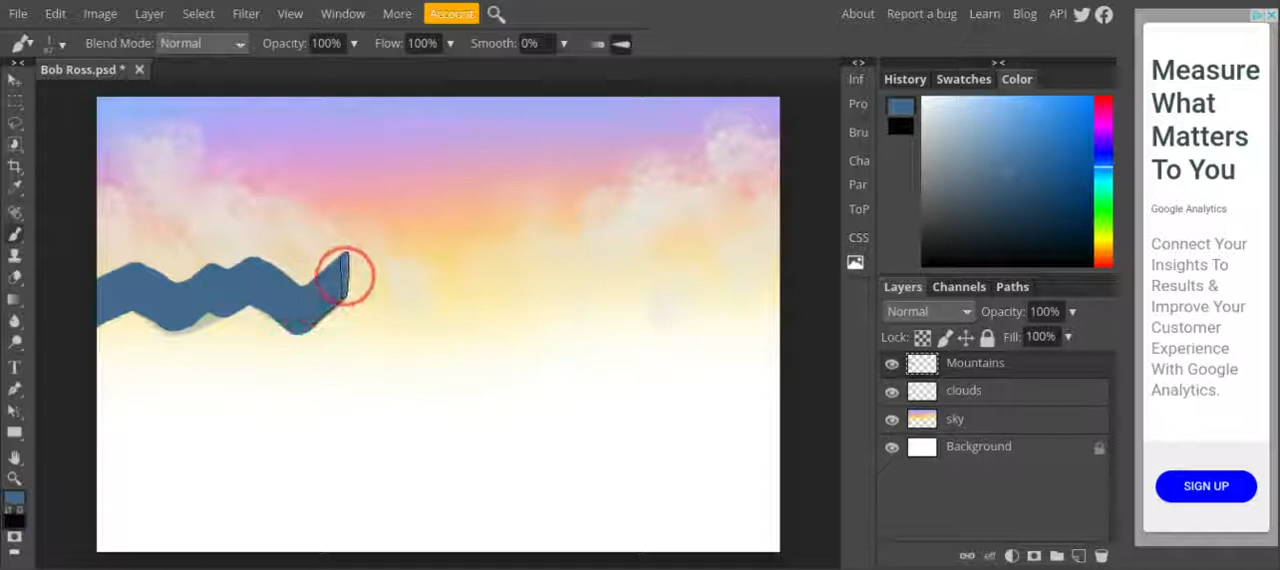 File Edit Image Layer Select Filter View Window More Account About Report a bug Learn Blog API
Blend Mode: Normal Opacity: 100% Flow: 100% Smooth: 0%
Bob Ross.psd *
Inf
Pro
Bru
Cha
Par
ToP
CSS
History Swatches Color
Layers Channels Paths
Normal Opacity: 100%
Lock: Fill: 100%
Mountains
clouds
sky
Background
Measure
What
Matters
To You
Google Analytics
Connect Your
Insights To
Results &
Improve Your
Customer
Experience
With Google
Analytics.
SIGN UP